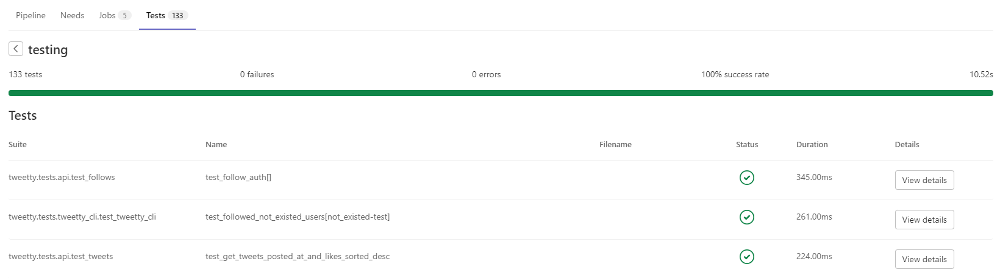 Pipeline Needs Jobs 5 Tests 133
testing
133 tests 0 failures 0 errors 100% success rate 10.52s
Tests
Suite Name Filename Status Duration Details
tweetty.tests.api.test_follows test_follow_auth[] 345.00ms View details
tweetty.tests.tweetty_cli.test_tweetty_cli test_followed_not_existed_users[not_existed-test] 261.00ms View details
tweetty.tests.api.test_tweets test_get_tweets_posted_at_and_likes_sorted_desc 224.00ms View details